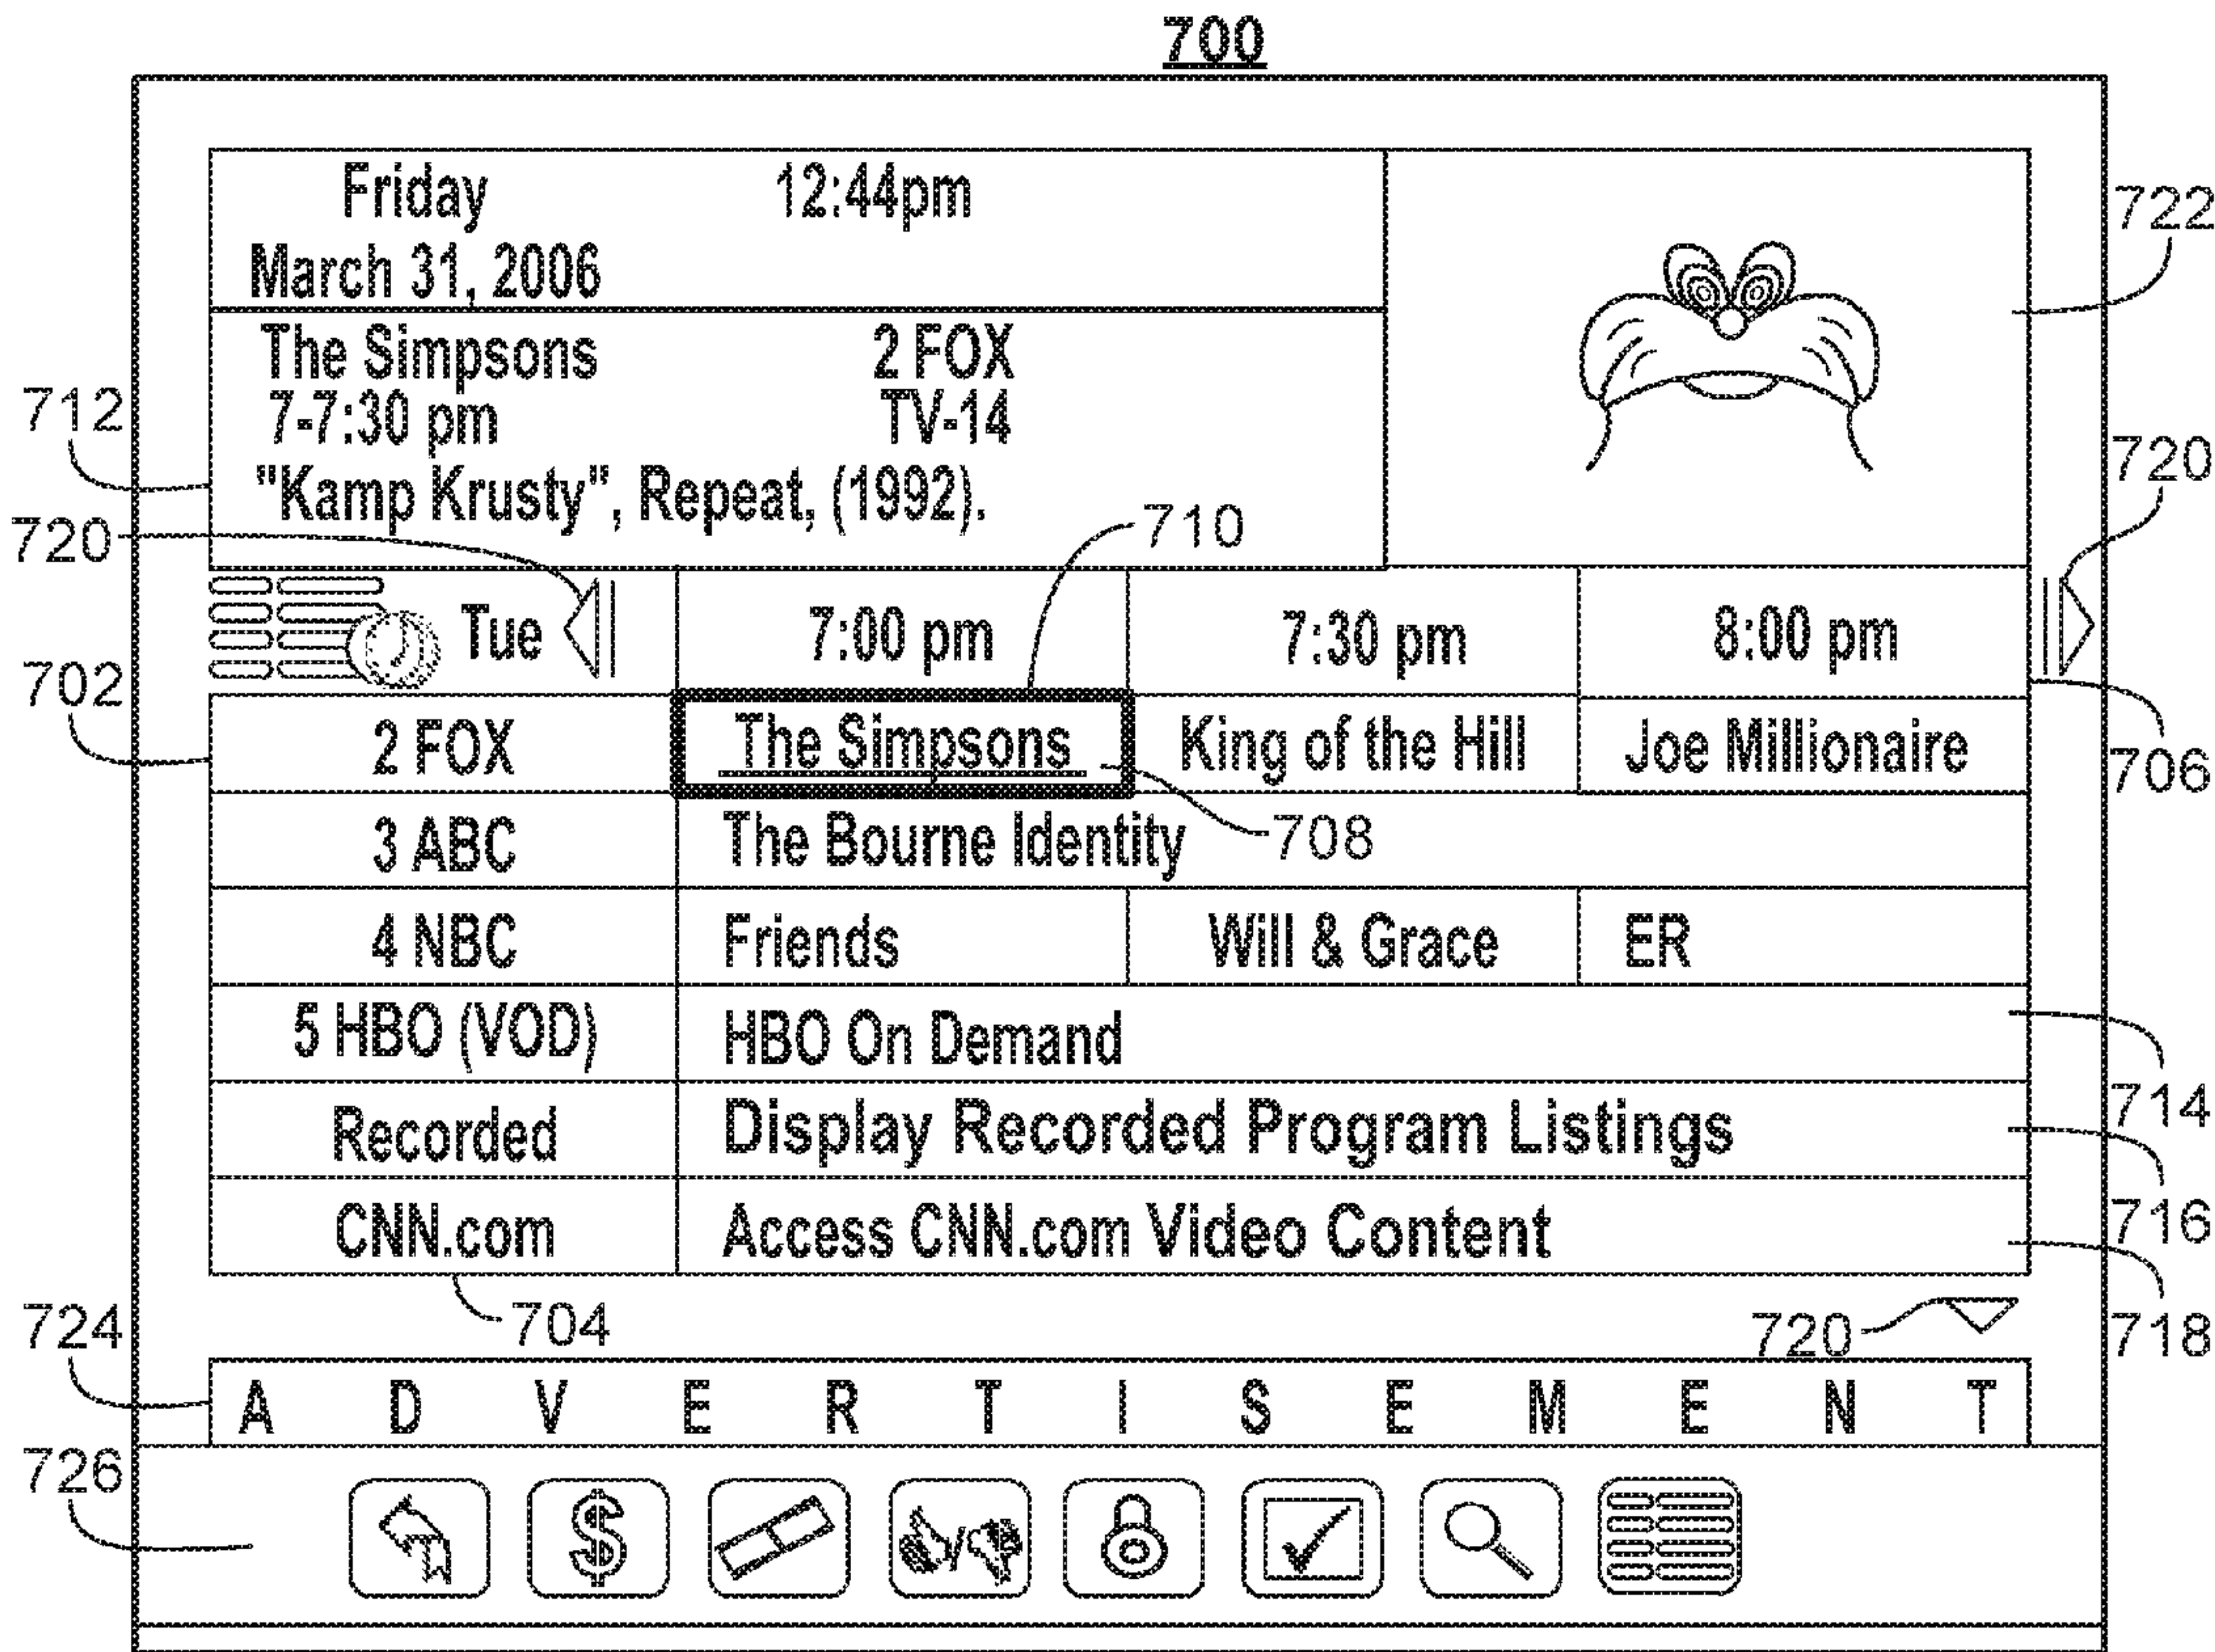 700
Friday 12:44pm
March 31, 2006
722
The Simpsons 2 FOX
712 7-7:30 pm TV-14
720
"Kamp Krusty", Repeat, (1992).
720 710
Tue 7:00 pm 7:30 pm 8:00 pm
702
2 FOX The Simpsons King of the Hill Joe Millionaire
706
3 ABC The Bourne Identity 708
4 NBC Friends Will & Grace ER
5 HBO (VOD) HBO On Demand
714
Recorded Display Recorded Program Listings
716
CNN.com Access CNN.com Video Content
724 704 720 718
A D V E R T I S E M E N T
726
$